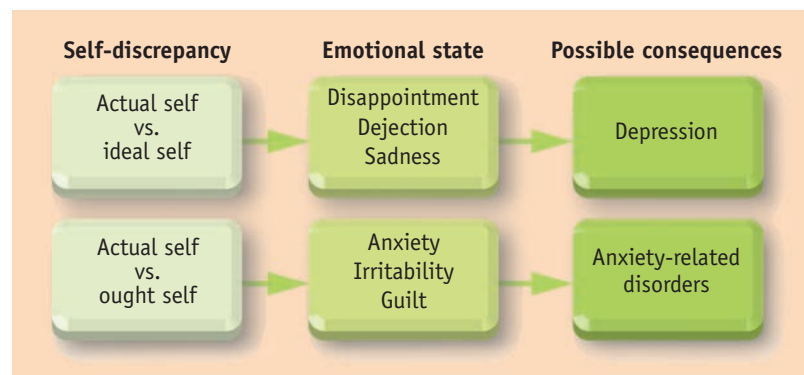 Self-discrepancy
Emotional state
Possible consequences
Actual self
vs.
ideal self
Disappointment
Dejection
Sadness
Depression
Actual self
vs.
ought self
Anxiety
Irritability
Guilt
Anxiety-related
disorders